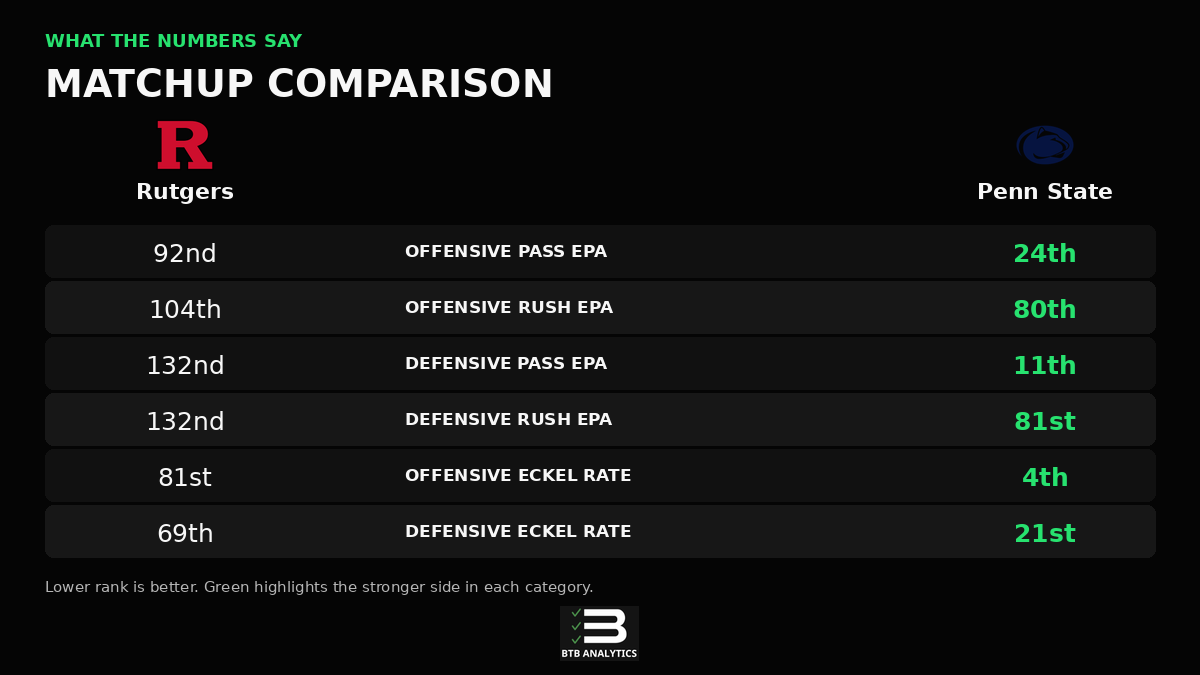 WHAT THE NUMBERS SAY
MATCHUP COMPARISON
R
Rutgers
Penn State
92nd OFFENSIVE PASS EPA 24th
104th OFFENSIVE RUSH EPA 80th
132nd DEFENSIVE PASS EPA 11th
132nd DEFENSIVE RUSH EPA 81st
81st OFFENSIVE ECKEL RATE 4th
69th DEFENSIVE ECKEL RATE 21st
Lower rank is better. Green highlights the stronger side in each category.
B
BTB ANALYTICS